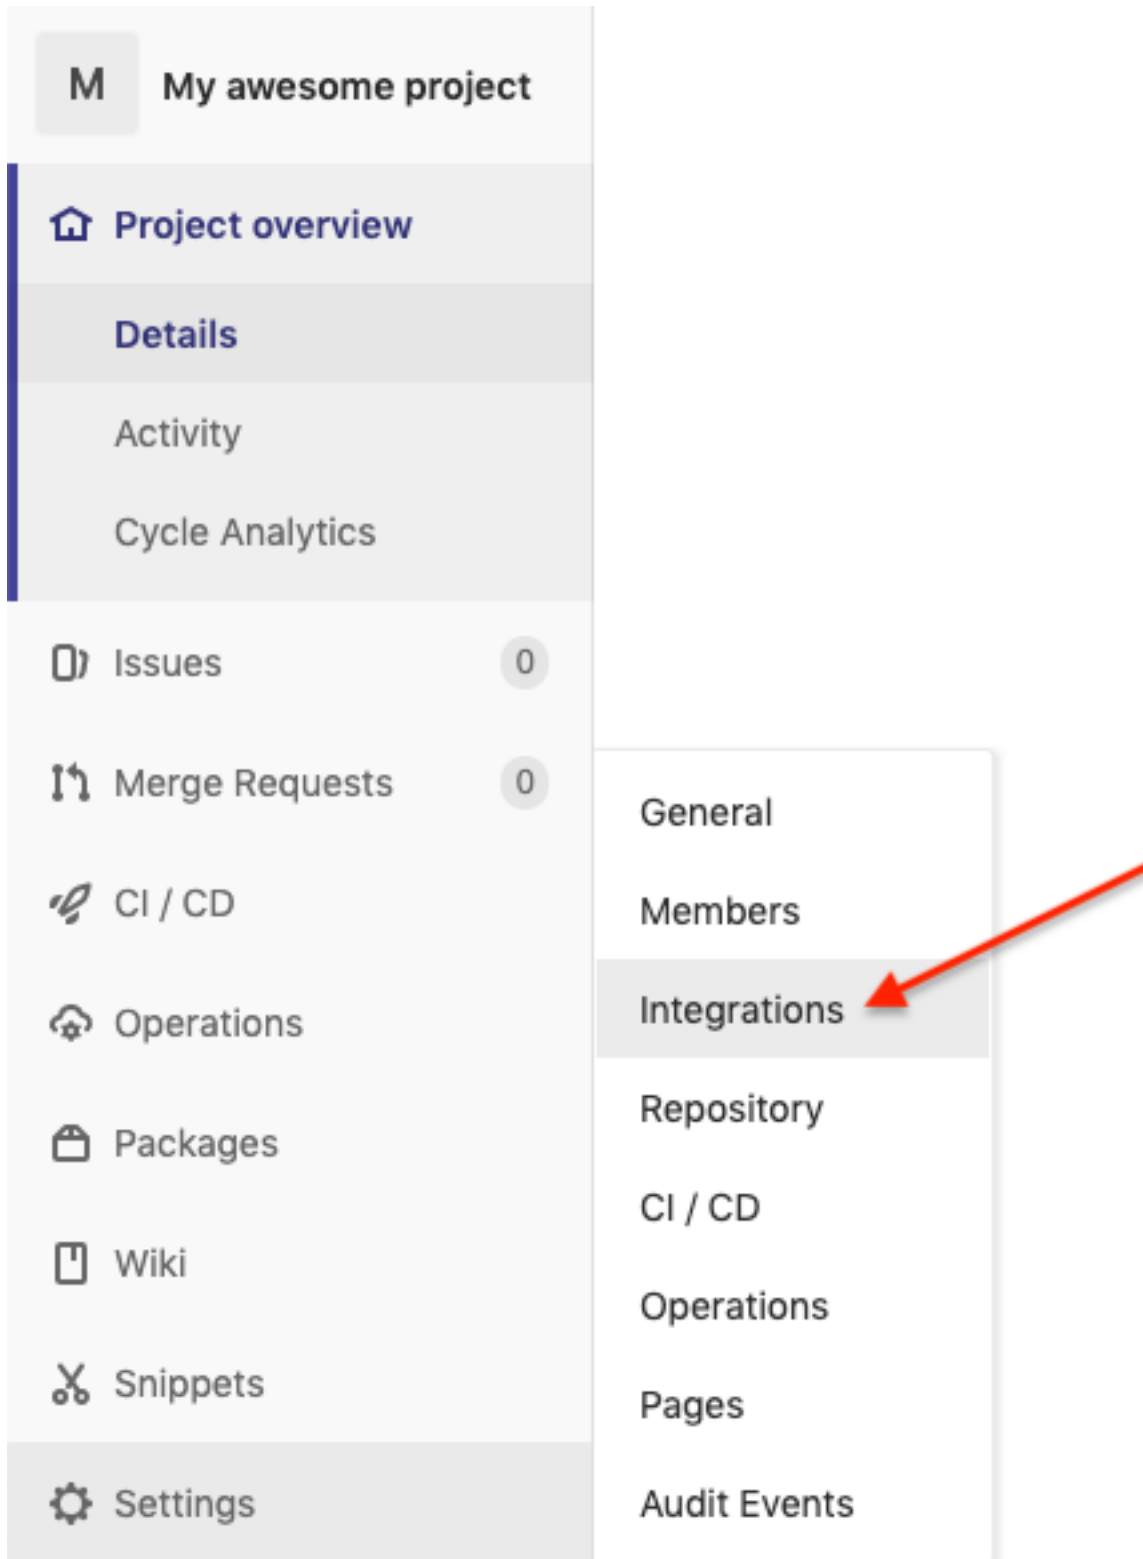 M My awesome project
Project overview
Details
Activity
Cycle Analytics
Issues 0
Merge Requests 0
CI / CD
Operations
Packages
Wiki
Snippets
Settings
General
Members
Integrations
Repository
CI / CD
Operations
Pages
Audit Events